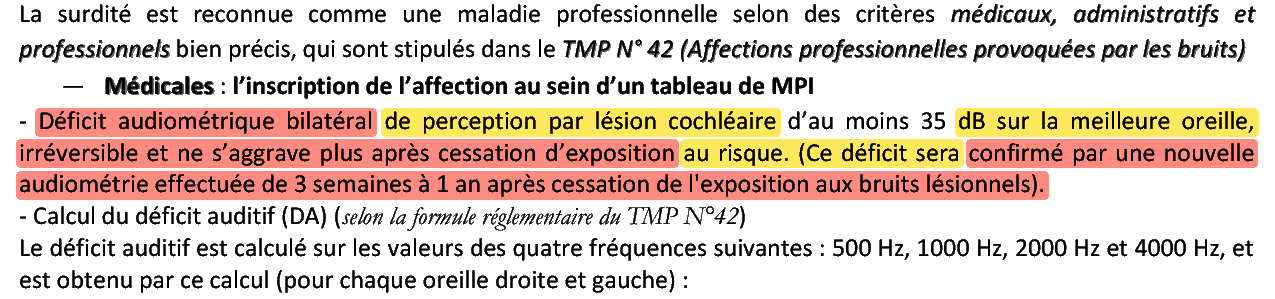 La surdité est reconnue comme une maladie professionnelle selon des critères médicaux, administratifs et
professionnels bien précis, qui sont stipulés dans le TMP N° 42 (Affections professionnelles provoquées par les bruits)
— Médicales : l’inscription de l’affection au sein d’un tableau de MPI
- Déficit audiométrique bilatéral de perception par lésion cochléaire d’au moins 35 dB sur la meilleure oreille,
irréversible et ne s’aggrave plus après cessation d’exposition au risque. (Ce déficit sera confirmé par une nouvelle
audiométrie effectuée de 3 semaines à 1 an après cessation de l'exposition aux bruits lésionnels).
- Calcul du déficit auditif (DA) (selon la formule réglementaire du TMP N°42)
Le déficit auditif est calculé sur les valeurs des quatre fréquences suivantes : 500 Hz, 1000 Hz, 2000 Hz et 4000 Hz, et
est obtenu par ce calcul (pour chaque oreille droite et gauche) :